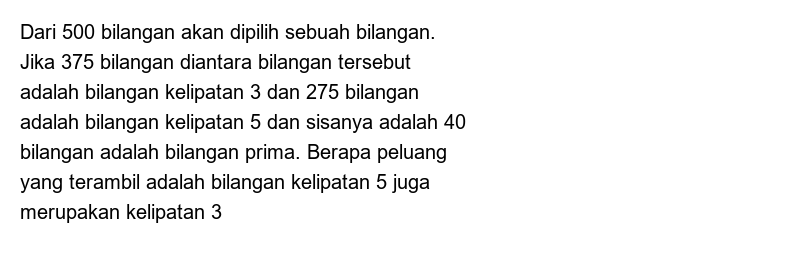 Dari 500 bilangan akan dipilih sebuah bilangan.
Jika 375 bilangan diantara bilangan tersebut
adalah bilangan kelipatan 3 dan 275 bilangan
adalah bilangan kelipatan 5 dan sisanya adalah 40
bilangan adalah bilangan prima. Berapa peluang
yang terambil adalah bilangan kelipatan 5 juga
merupakan kelipatan 3